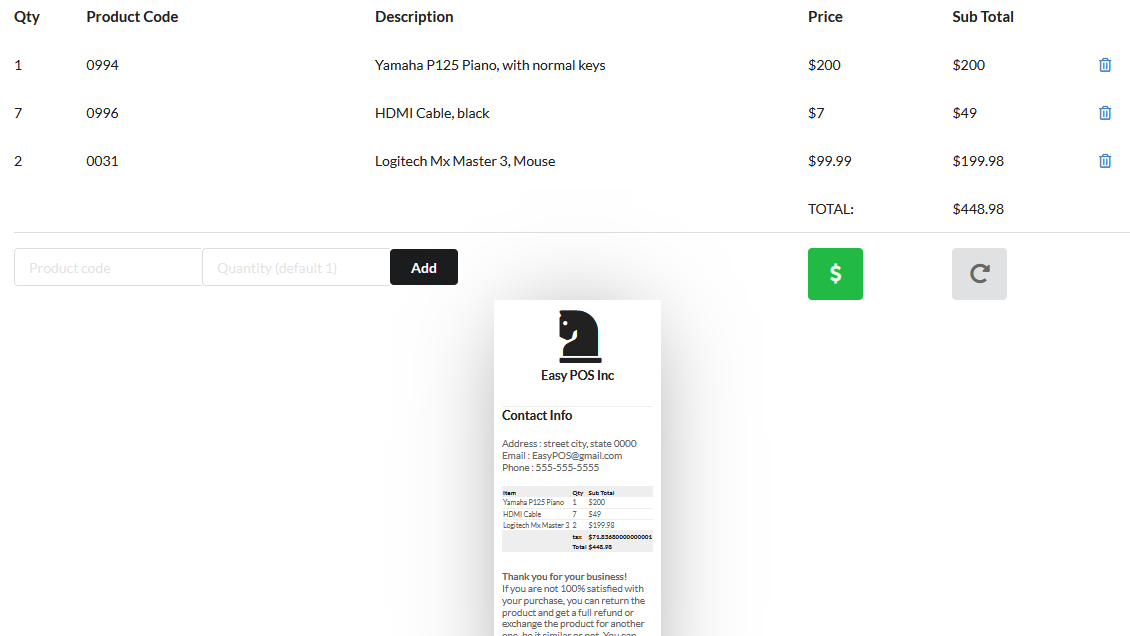 Qty Product Code Description Price Sub Total
1 0994 Yamaha P125 Piano, with normal keys $200 $200
7 0996 HDMI Cable, black $7 $49
2 0031 Logitech Mx Master 3, Mouse $99.99 $199.98
TOTAL: $448.98
Product code Quantity (default 1) Add $
Easy POS Inc
Contact Info
Address : street city, state 0000
Email : EasyPOS@gmail.com
Phone : 555-555-5555
Item Qty Sub Total
Yamaha P125 Piano 1 $200
HDMI Cable 7 $49
Logitech Mx Master 3 2 $199.98
tax $71.83680000000001
Total $448.98
Thank you for your business!
If you are not 100% satisfied with
your purchase, you can return the
product and get a full refund or
exchange the product for another
one, be it similar or not. You can